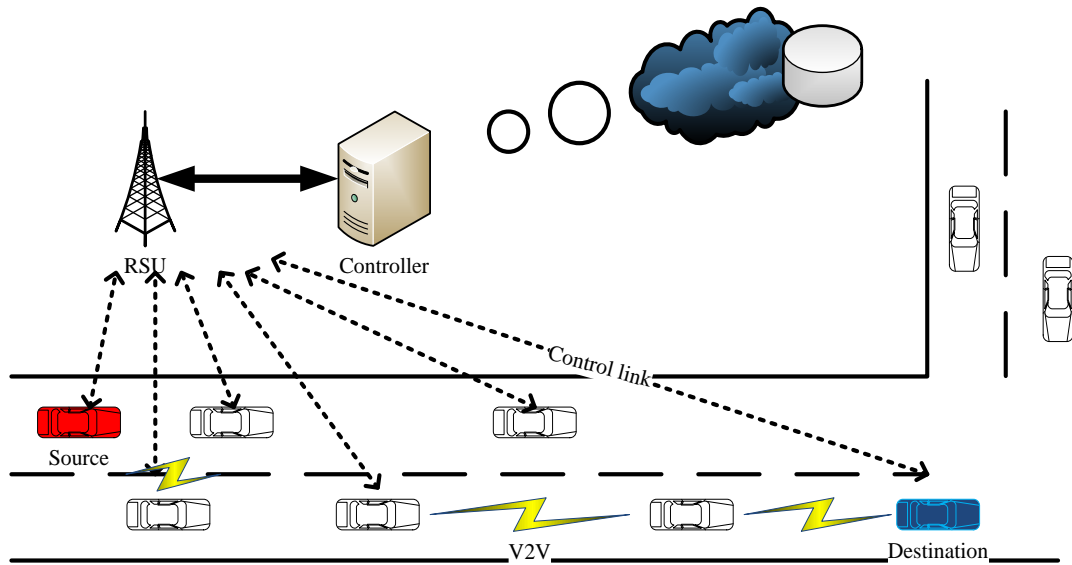 RSU
Controller
Control link
Source
V2V
Destination